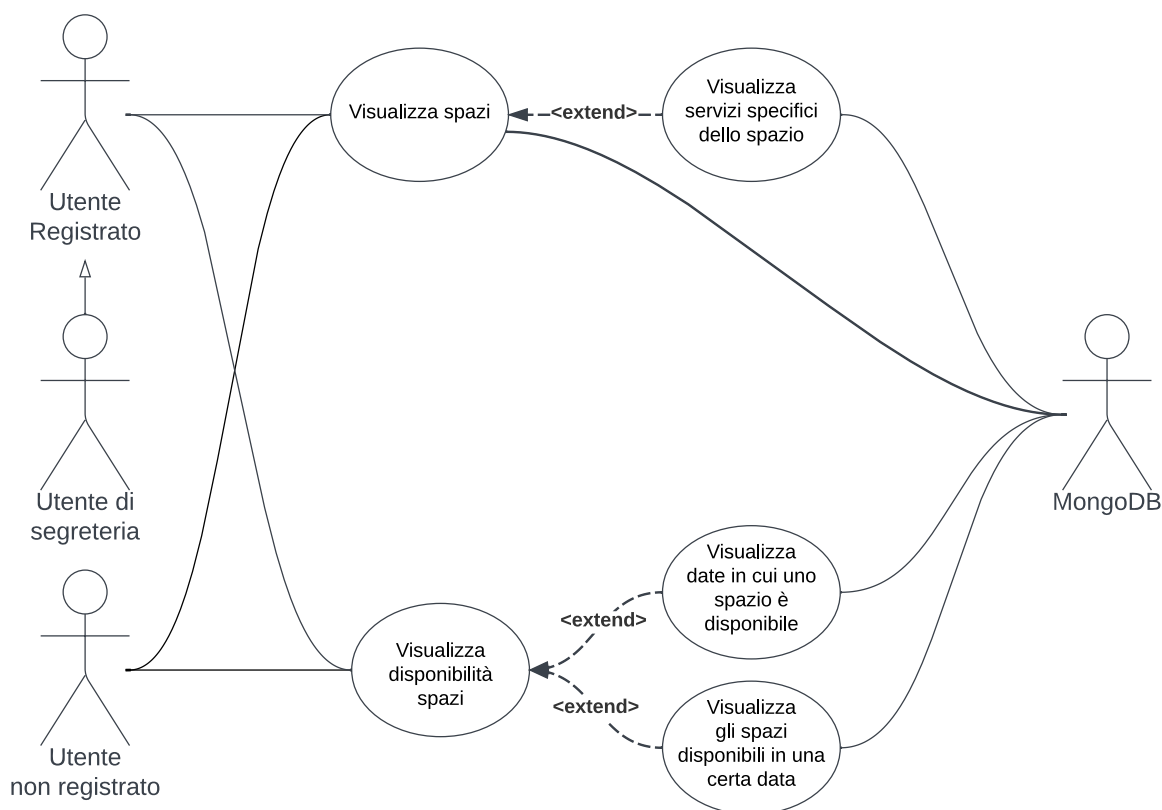 Visualizza spazi
<extend>
Visualizza
servizi specifici
dello spazio
Utente
Registrato
Utente di
segreteria
MongoDB
Visualizza
date in cui uno
spazio è
disponibile
<extend>
Visualizza
disponibilità
spazi
<extend>
Visualizza
gli spazi
disponibili in una
certa data
Utente
non registrato